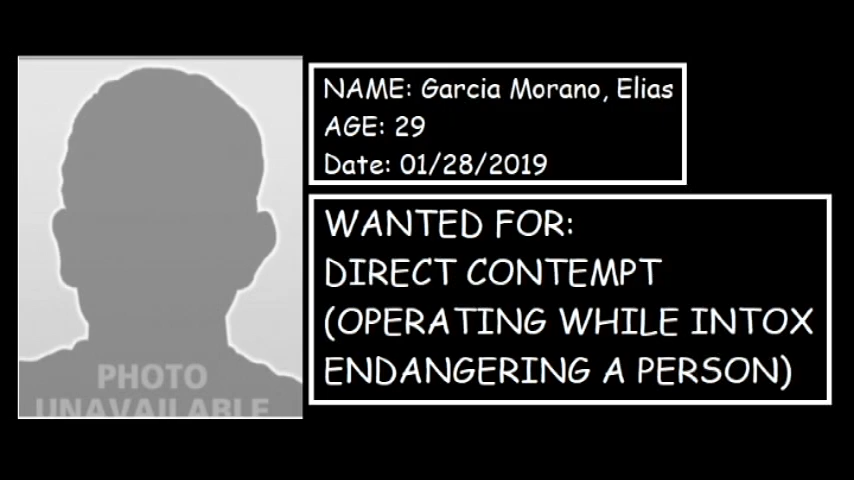 NAME: Garcia Morano, Elias
AGE: 29
Date: 01/28/2019
WANTED FOR:
DIRECT CONTEMPT
(OPERATING WHILE INTOX
ENDANGERING A PERSON)
PHOTO
UNAVAILABLE